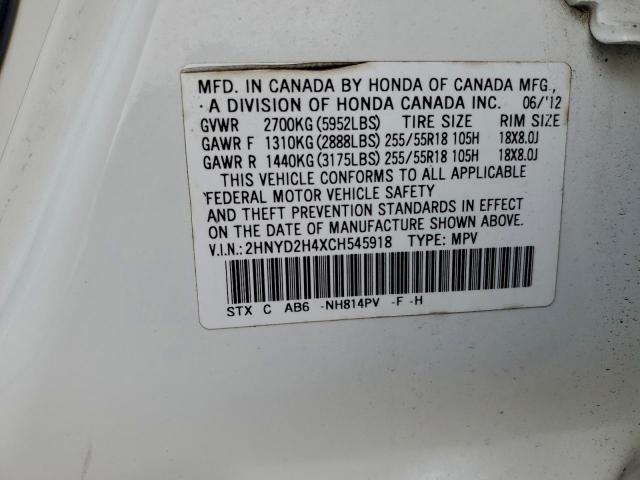 MFD. IN CANADA BY HONDA OF CANADA MFG.,
A DIVISION OF HONDA CANADA INC. 06/'12
GVWR 2700KG (5952LBS) TIRE SIZE RIM SIZE
GAWR F 1310KG (2888LBS) 255/55R18 105H 18X8.0J
GAWR R 1440KG (3175LBS) 255/55R18 105H 18X8.0J
THIS VEHICLE CONFORMS TO ALL APPLICABLE
FEDERAL MOTOR VEHICLE SAFETY
AND THEFT PREVENTION STANDARDS IN EFFECT
ON THE DATE OF MANUFACTURE SHOWN ABOVE.
V.I.N.: 2HNYD2H4XCH545918 TYPE: MPV
STX C AB6 -NH814PV -F -H